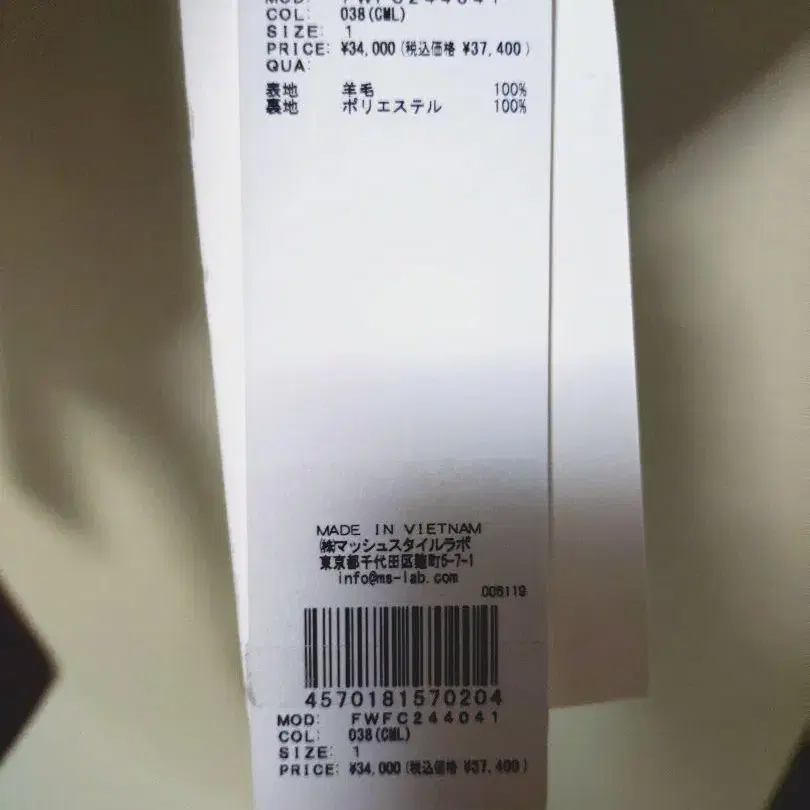 MOD: FWFC244041
COL: 038(CML)
SIZE: 1
PRICE: ¥34,000(税込価格 ¥37,400)
QUA:
表地 羊毛 100%
裏地 ポリエステル 100%
MADE IN VIETNAM
㈱マッシュスタイルラボ
東京都千代田区麹町5-7-1
info@ms-lab.com
006119
4570181570204
MOD: FWFC244041
COL: 038(CML)
SIZE: 1
PRICE: ¥34,000(税込価格 ¥37,400)